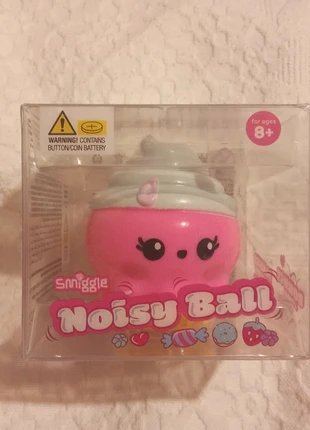 WARNING! CONTAINS
BUTTON/COIN BATTERY
for ages
8+
Smiggle
Noisy Ball